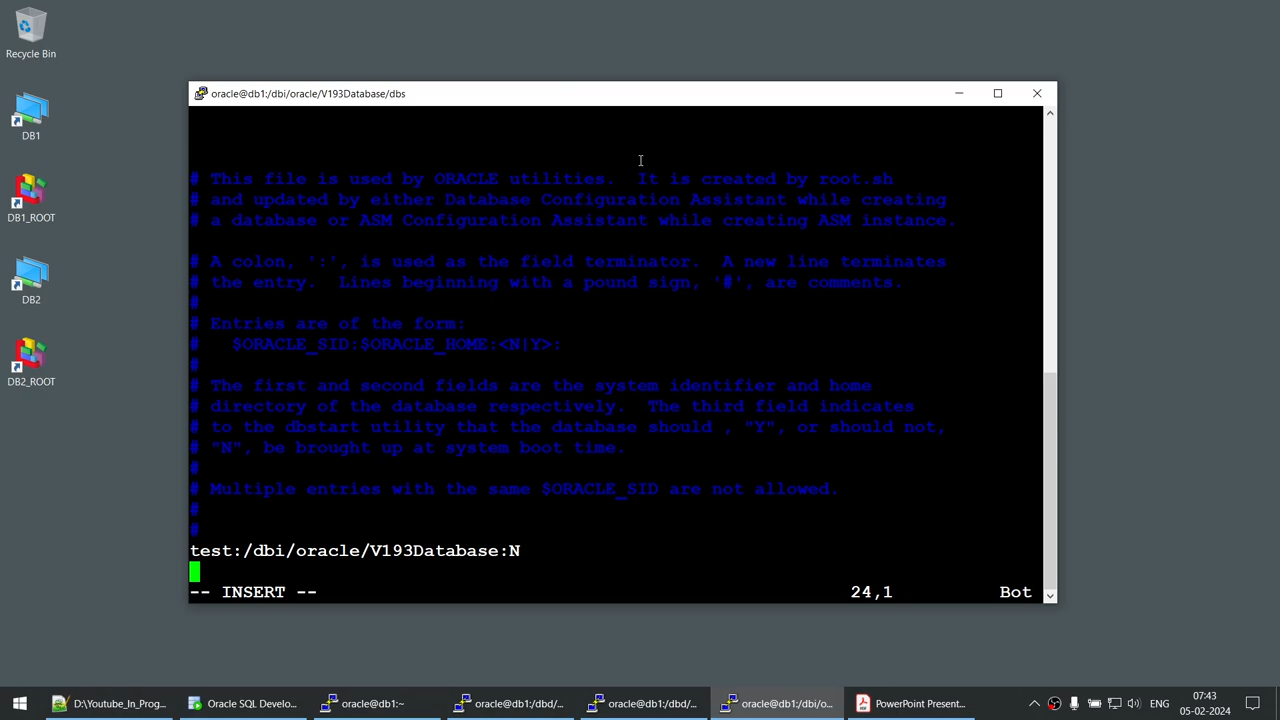 Recycle Bin
DB1
DB1_ROOT
DB2
DB2_ROOT
oracle@db1:/dbi/oracle/V193Database/dbs
# This file is used by ORACLE utilities.  It is created by root.sh
# and updated by either Database Configuration Assistant while creating
# a database or ASM Configuration Assistant while creating ASM instance.
# A colon, ':', is used as the field terminator.  A new line terminates
# the entry.  Lines beginning with a pound sign, '#', are comments.
#
# Entries are of the form:
#   $ORACLE_SID:$ORACLE_HOME:<N|Y>:
#
# The first and second fields are the system identifier and home
# directory of the database respectively.  The third field indicates
# to the dbstart utility that the database should , "Y", or should not,
# "N", be brought up at system boot time.
#
# Multiple entries with the same $ORACLE_SID are not allowed.
#
#
test:/dbi/oracle/V193Database:N
-- INSERT -- 24,1 Bot
D:\Youtube_In_Prog... Oracle SQL Develo... oracle@db1:~ oracle@db1:/dbd/... oracle@db1:/dbd/... oracle@db1:/dbi/o... PowerPoint Present... ENG 07:43
05-02-2024